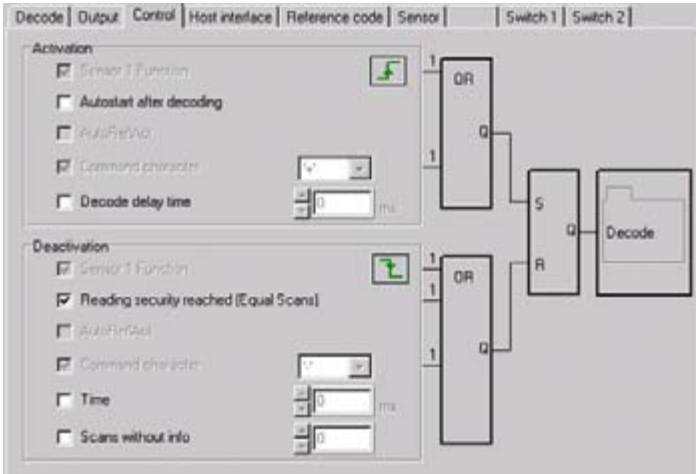 Decode Output Control Host interface Reference code Sensor Switch 1 Switch 2
Activation
Sensor 1 Function
1
OR
Autostart after decoding
AutoRefAct
Q
Command character
'+'
1
Decode delay time
0
ms
S
Q
Decode
R
Deactivation
Sensor 1 Function
1
OR
Reading security reached (Equal Scans)
1
AutoRefAct
Q
Command character
1
Time
0
ms
Scans without info
0